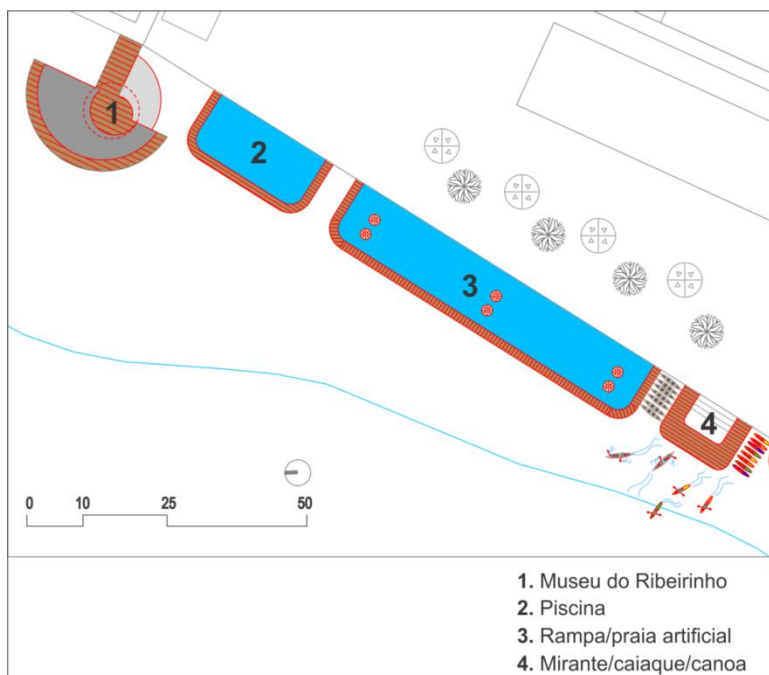 1
2
3
4
0 10 25 50
1. Museu do Ribeirinho
2. Piscina
3. Rampa/praia artificial
4. Mirante/caiaque/canoa